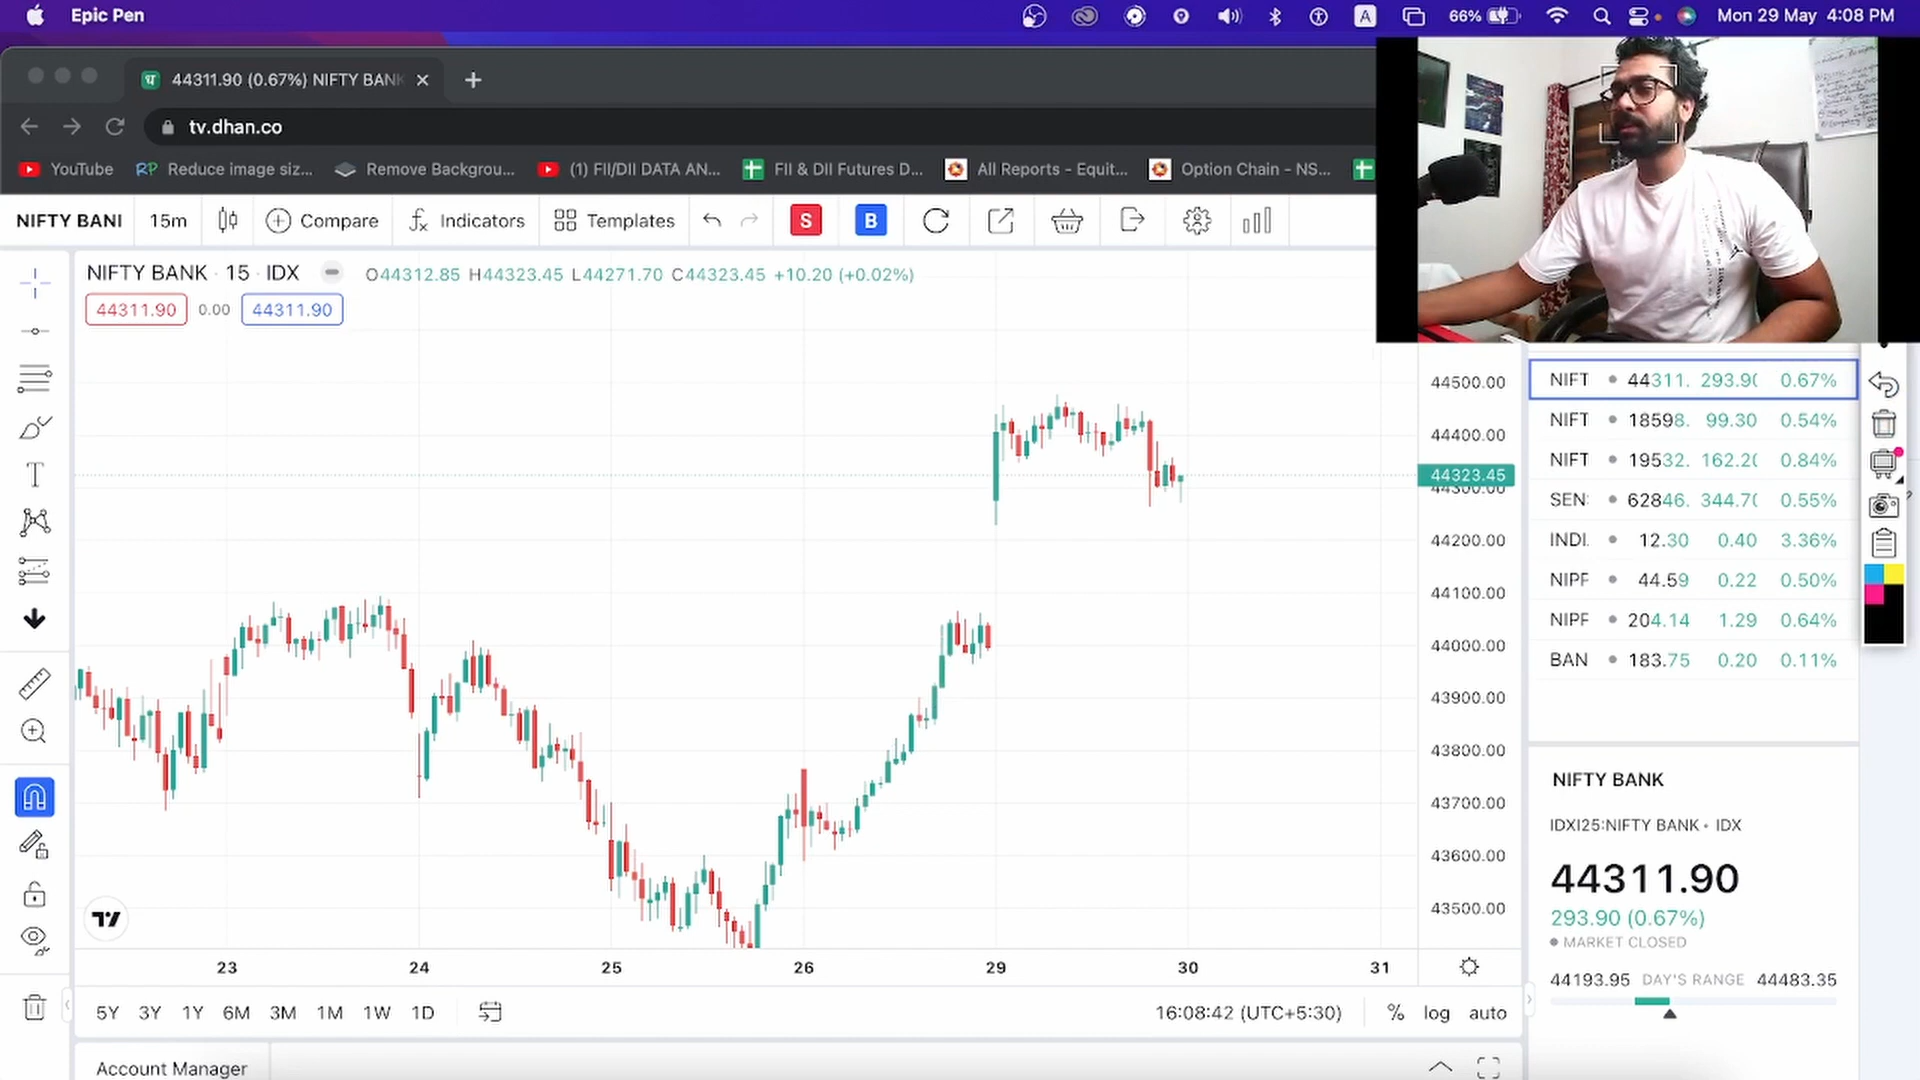 Epic Pen
A
66%
Mon 29 May 4:08 PM
44311.90 (0.67%) NIFTY BANK
tv.dhan.co
YouTube
RP Reduce image siz...
Remove Backgrou...
(1) FII/DII DATA AN...
FII & DII Futures D...
All Reports - Equit...
Option Chain - NS...
NIFTY BANI
15m
Compare
Indicators
Templates
S
B
NIFTY BANK · 15 · IDX
O44312.85 H44323.45 L44271.70 C44323.45 +10.20 (+0.02%)
44311.90 0.00 44311.90
44500.00
44400.00
44323.45
44300.00
44200.00
44100.00
44000.00
43900.00
43800.00
43700.00
43600.00
43500.00
NIFT 44311. 293.90 0.67%
NIFT 18598. 99.30 0.54%
NIFT 19532. 162.20 0.84%
SEN: 62846. 344.70 0.55%
INDI. 12.30 0.40 3.36%
NIPF 44.59 0.22 0.50%
NIPF 204.14 1.29 0.64%
BAN 183.75 0.20 0.11%
NIFTY BANK
IDXI25:NIFTY BANK • IDX
44311.90
293.90 (0.67%)
MARKET CLOSED
44193.95 DAY'S RANGE 44483.35
23 24 25 26 29 30 31
5Y 3Y 1Y 6M 3M 1M 1W 1D
16:08:42 (UTC+5:30)
% log auto
Account Manager